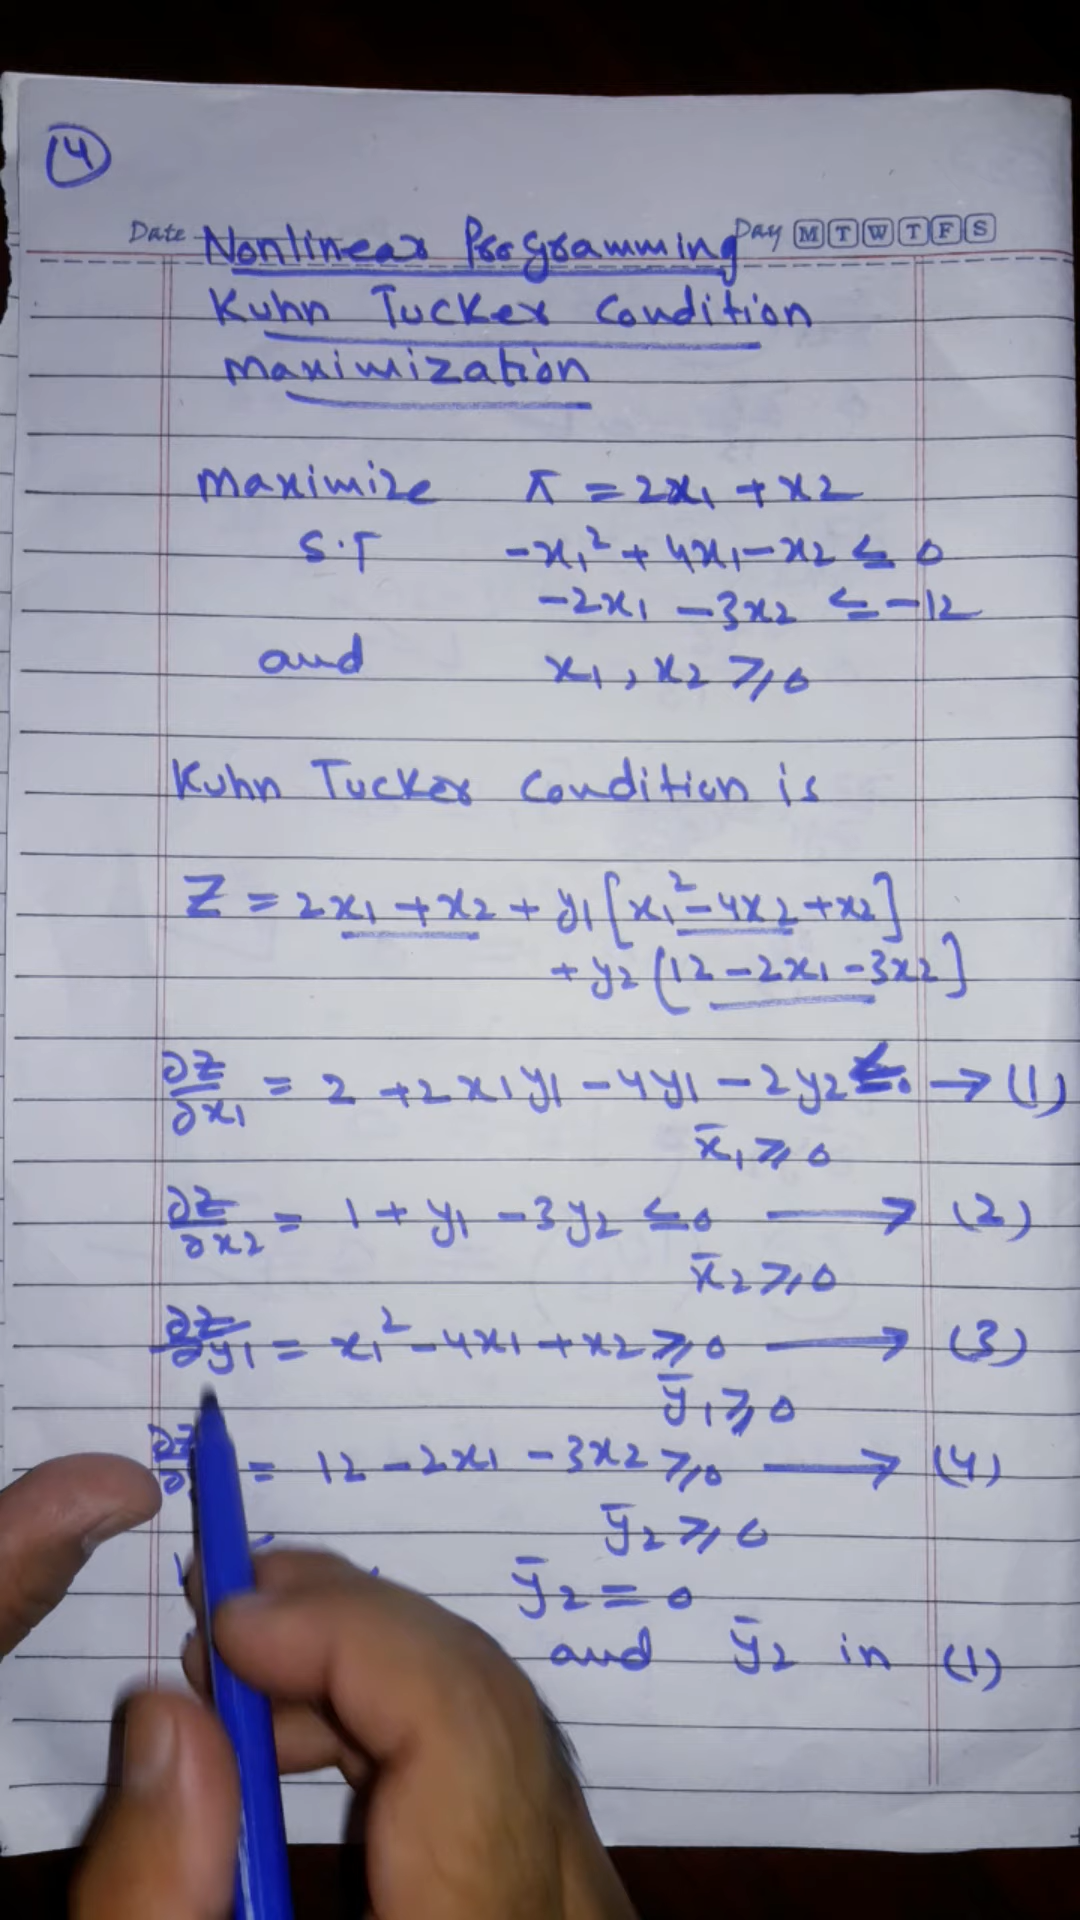 (4)
Date Nonlinear Programming Day M T W T F S
Kuhn Tucker Condition
Maximization
Maximize π = 2x₁ + x2
S.T -x₁² + 4x₁ - x2 ≤ 0
-2x₁ - 3x2 ≤ -12
and x₁, x2 ≥ 0
Kuhn Tucker Condition is
Z = 2x₁ + x2 + y₁[x₁² - 4x2 + x2]
+ y2 (12 - 2x₁ - 3x2]
∂Z/∂x₁ = 2 + 2x₁y₁ - 4y₁ - 2y2 ≤ 0 → (1)
x̄₁ ≥ 0
∂Z/∂x2 = 1 + y₁ - 3y2 ≤ 0 → (2)
x̄2 ≥ 0
∂Z/∂y₁ = x₁² - 4x₁ + x2 ≥ 0 → (3)
ȳ₁ ≥ 0
∂Z/∂ = 12 - 2x₁ - 3x2 ≥ 0 → (4)
ȳ2 ≥ 0
ȳ2 = 0
and ȳ2 in (1)